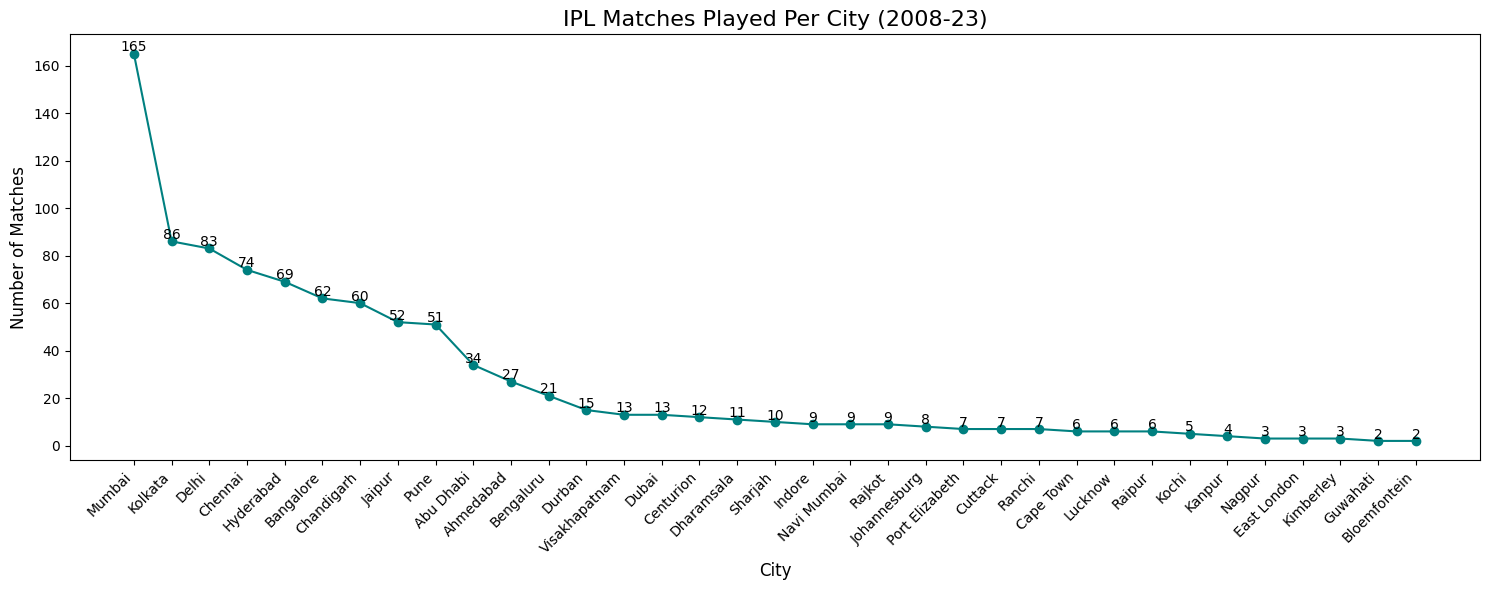 IPL Matches Played Per City (2008-23)
Number of Matches
160
140
120
100
80
60
40
20
0
165
86
83
74
69
62
60
52
51
34
27
21
15
13
13
12
11
10
9
9
9
8
7
7
7
6
6
6
5
4
3
3
3
2
2
Mumbai
Kolkata
Delhi
Chennai
Hyderabad
Bangalore
Chandigarh
Jaipur
Pune
Abu Dhabi
Ahmedabad
Bengaluru
Durban
Visakhapatnam
Dubai
Centurion
Dharamsala
Sharjah
Indore
Navi Mumbai
Rajkot
Johannesburg
Port Elizabeth
Cuttack
Ranchi
Cape Town
Lucknow
Raipur
Kochi
Kanpur
Nagpur
East London
Kimberley
Guwahati
Bloemfontein
City